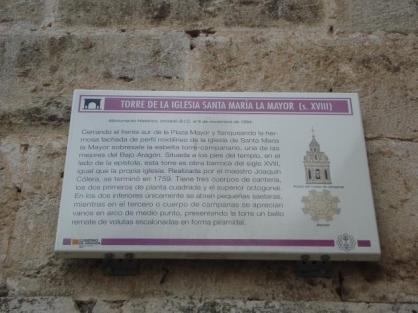 TORRE DE LA IGLESIA SANTA MARÍA LA MAYOR (s. XVIII)
Monumento Histórico, incoado B.I.C. el 8 de noviembre de
Cerrando el frente sur de la Plaza Mayor y flanqueando la her-
mosa fachada de perfil mixtilíneo de la iglesia de Santa María
la Mayor sobresale la esbelta torre-campanario, una de las
mejores del Bajo Aragón. Situada a los pies del templo, en el
lado de la epístola, esta torre es obra barroca del siglo XVIII,
igual que la propia iglesia. Realizada por el maestro Joaquín
Cólera, se terminó en 1759. Tiene tres cuerpos de cantería,
los dos primeros de planta cuadrada y el superior octogonal.
En los dos inferiores únicamente se abren pequeñas saeteras,
mientras en el tercero o cuerpo de campanas se aprecian
vanos en arco de medio punto, presentando la torre un bello
remate de volutas escalonadas en forma piramidal.